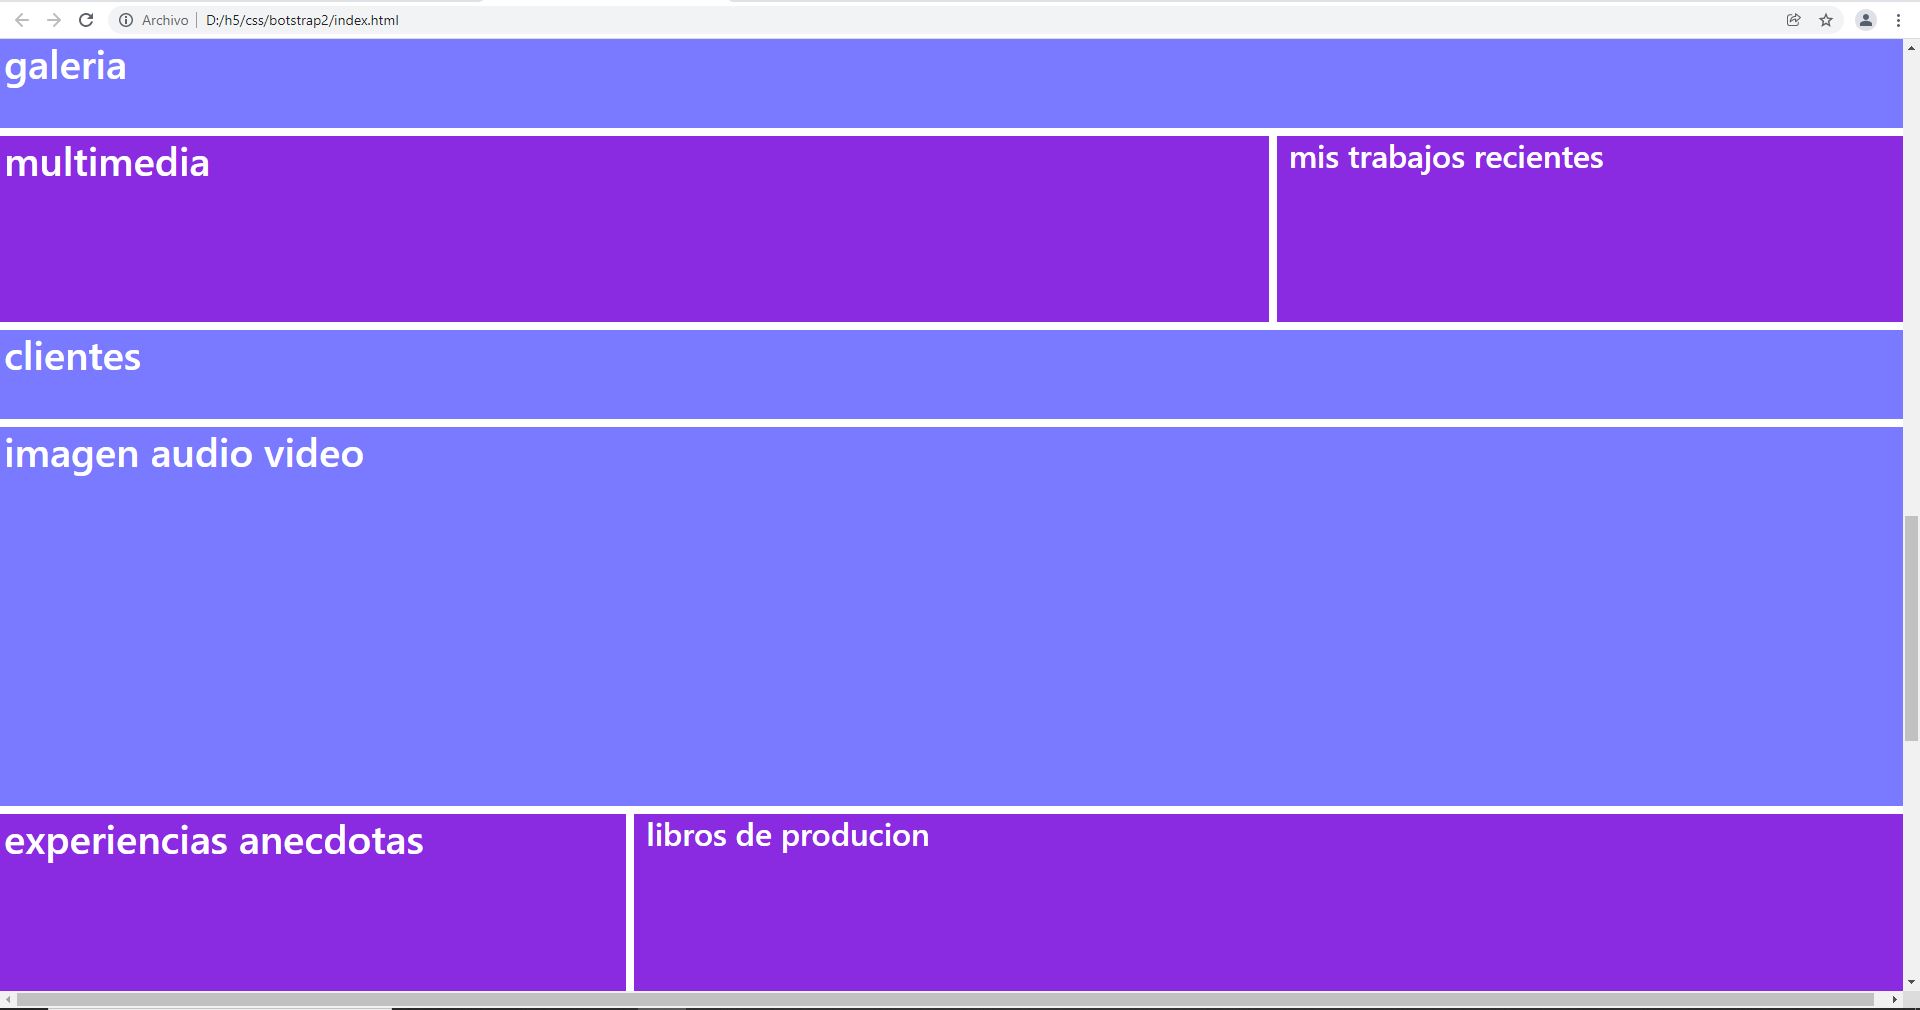 Archivo | D:/h5/css/botstrap2/index.html
galeria
multimedia
mis trabajos recientes
clientes
imagen audio video
experiencias anecdotas
libros de producion